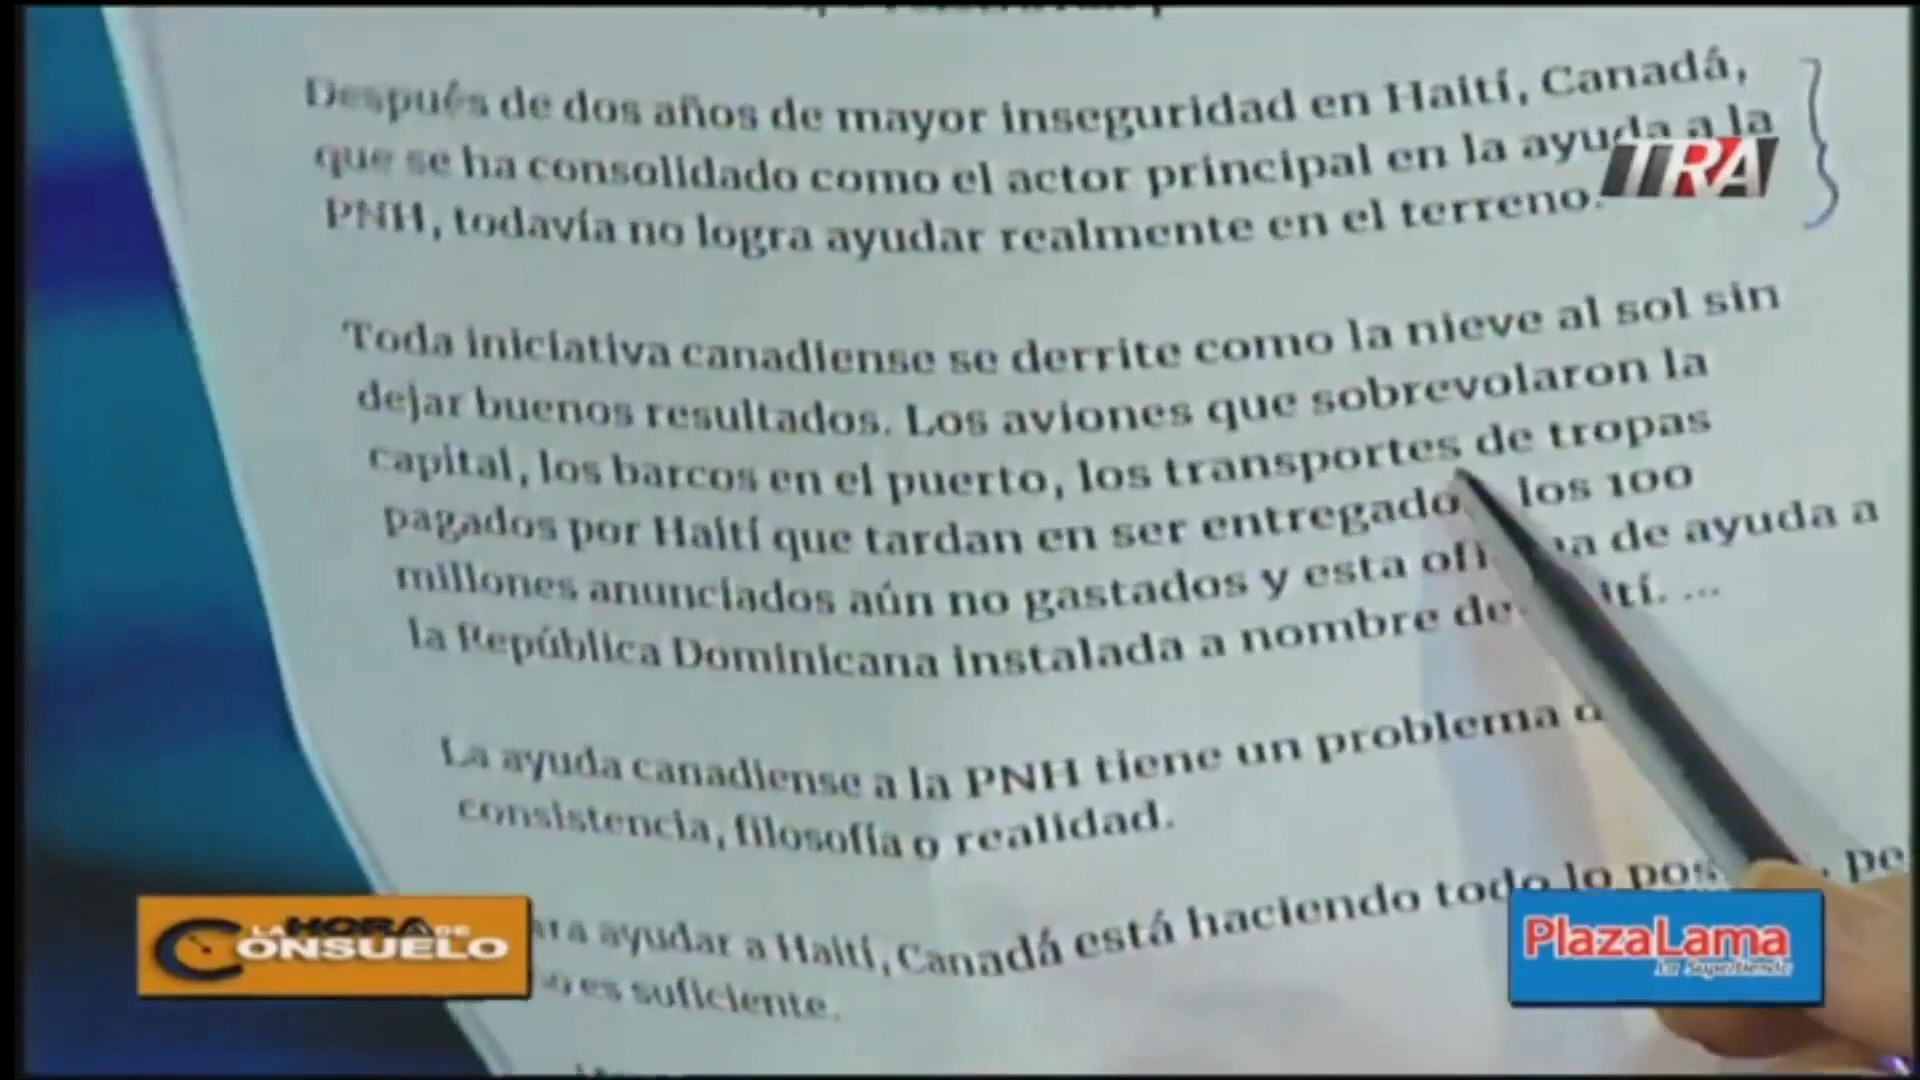 Después de dos años de mayor inseguridad en Haití, Canadá,
que se ha consolidado como el actor principal en la ayuda a la
PNH, todavía no logra ayudar realmente en el terreno.
TRA
Toda iniciativa canadiense se derrite como la nieve al sol sin
dejar buenos resultados. Los aviones que sobrevolaron la
capital, los barcos en el puerto, los transportes de tropas
pagados por Haití que tardan en ser entregado los 100
millones anunciados aún no gastados y esta de ayuda a
la República Dominicana instalada a nombre de ...
La ayuda canadiense a la PNH tiene un problema
consistencia, filosofía o realidad.
ayudar a Haití, Canadá está haciendo todo lo
es suficiente.
LA HORA DE
CONSUELO
PlazaLama
La Supertienda